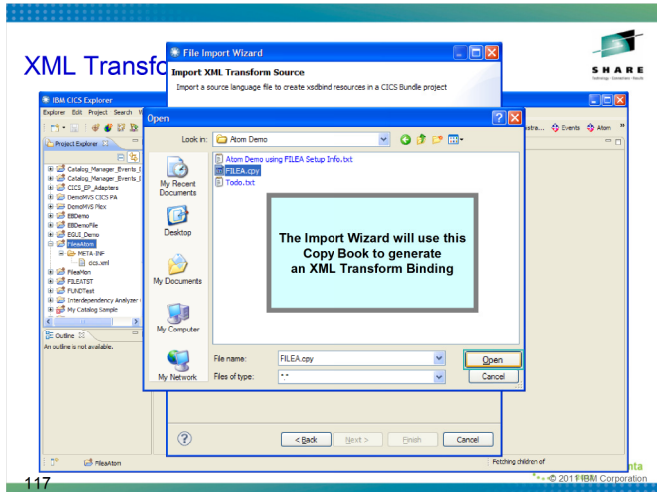 XML Transfo
SHARE
Technology · Connections · Results
File Import Wizard
Import XML Transform Source
Import a source language file to create xsdbind resources in a CICS Bundle project
IBM CICS Explorer
Explorer Edit Project Search
Project Explorer
Events
Atom
Catalog_Manager_Events_
Catalog_Manager_Events_
CICS_EP_Adapters
DemoMVS CICS PA
DemoMVS Plex
EBDemo
EBDemoFile
EGUI_Demo
FileaAtom
META-INF
cics.xml
FileaMon
FILEATST
FUNDTest
Interdependency Analyzer
My Catalog Sample
Outline
An outline is not available.
Open
Look in:
Atom Demo
My Recent
Documents
Desktop
My Documents
My Computer
My Network
Atom Demo using FILEA Setup Info.txt
FILEA.cpy
Todo.txt
The Import Wizard will use this
Copy Book to generate
an XML Transform Binding
File name:
FILEA.cpy
Open
Files of type:
*.*
Cancel
< Back
Next >
Finish
Cancel
FileaAtom
Fetching children of
117
© 2011 IBM Corporation